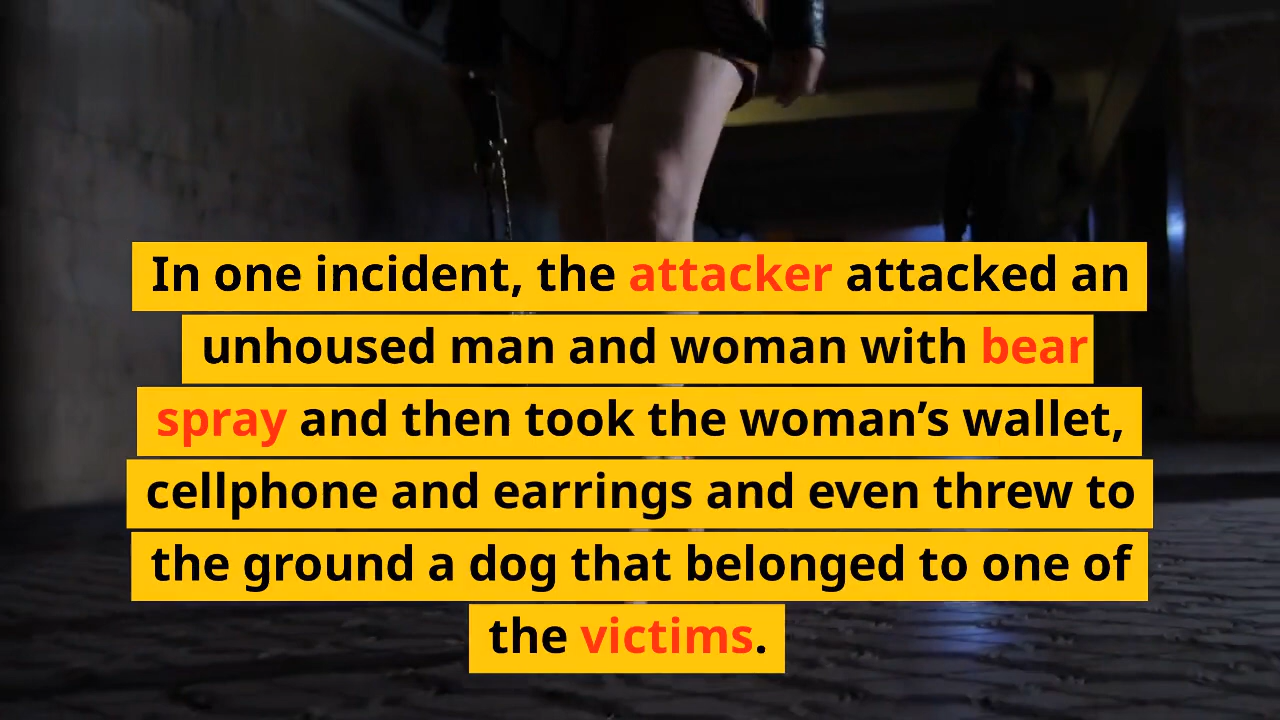 In one incident, the attacker attacked an
unhoused man and woman with bear
spray and then took the woman’s wallet,
cellphone and earrings and even threw to
the ground a dog that belonged to one of
the victims.